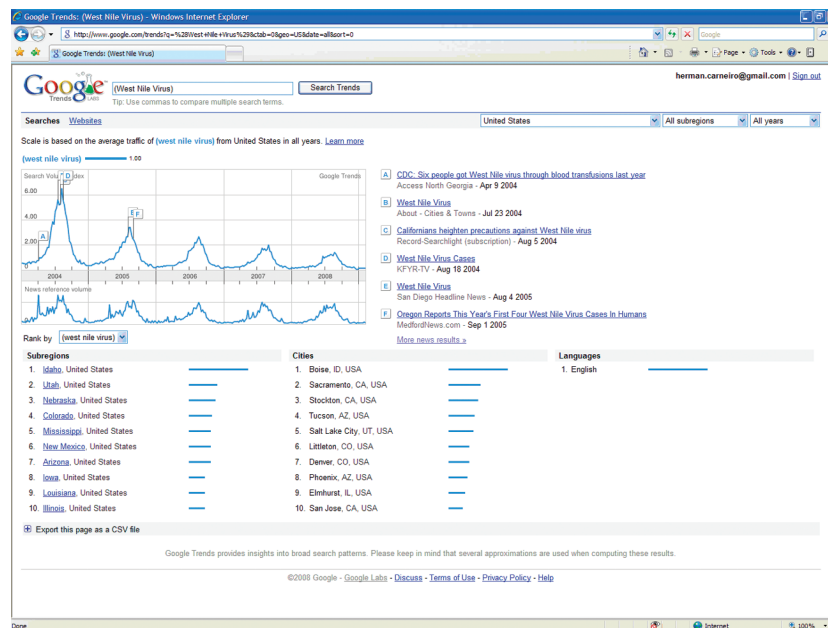 Google Trends: (West Nile Virus) - Windows Internet Explorer
http://www.google.com/trends?q=%28West+Nile+Virus%29&ctab=0&geo=US&date=all&sort=0
Google
Google Trends: (West Nile Virus)
Page Tools
herman.carneiro@gmail.com | Sign out
Google Trends LABS
(West Nile Virus) Search Trends
Tip: Use commas to compare multiple search terms.
Searches Websites United States All subregions All years
Scale is based on the average traffic of (west nile virus) from United States in all years. Learn more
(west nile virus) 1.00
Search Volume Index Google Trends
6.00
4.00
2.00
0
A B C D E F
2004 2005 2006 2007 2008
News reference volume
0
A CDC: Six people got West Nile virus through blood transfusions last year
Access North Georgia - Apr 9 2004
B West Nile Virus
About - Cities & Towns - Jul 23 2004
C Californians heighten precautions against West Nile virus
Record-Searchlight (subscription) - Aug 5 2004
D West Nile Virus Cases
KFYR-TV - Aug 18 2004
E West Nile Virus
San Diego Headline News - Aug 4 2005
F Oregon Reports This Year's First Four West Nile Virus Cases In Humans
MedfordNews.com - Sep 1 2005
More news results »
Rank by (west nile virus)
Subregions
1. Idaho, United States
2. Utah, United States
3. Nebraska, United States
4. Colorado, United States
5. Mississippi, United States
6. New Mexico, United States
7. Arizona, United States
8. Iowa, United States
9. Louisiana, United States
10. Illinois, United States
Cities
1. Boise, ID, USA
2. Sacramento, CA, USA
3. Stockton, CA, USA
4. Tucson, AZ, USA
5. Salt Lake City, UT, USA
6. Littleton, CO, USA
7. Denver, CO, USA
8. Phoenix, AZ, USA
9. Elmhurst, IL, USA
10. San Jose, CA, USA
Languages
1. English
Export this page as a CSV file
Google Trends provides insights into broad search patterns. Please keep in mind that several approximations are used when computing these results.
©2008 Google - Google Labs - Discuss - Terms of Use - Privacy Policy - Help
Done Internet 100%